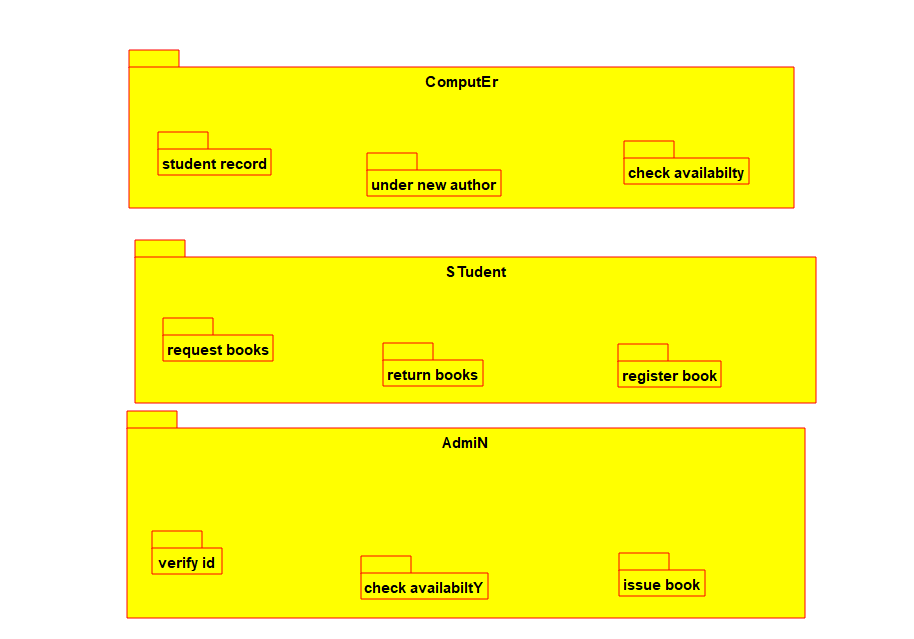 ComputEr
student record
under new author
check availabilty
STudent
request books
return books
register book
AdmiN
verify id
check availabiltY
issue book